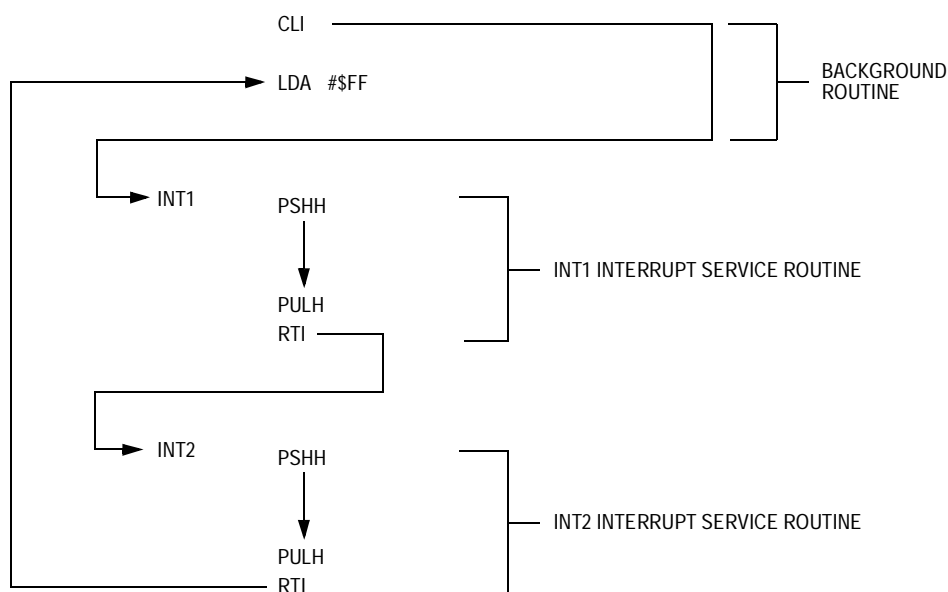 CLI
LDA #$FF
BACKGROUND
ROUTINE
INT1
PSHH
INT1 INTERRUPT SERVICE ROUTINE
PULH
RTI
INT2
PSHH
INT2 INTERRUPT SERVICE ROUTINE
PULH
RTI